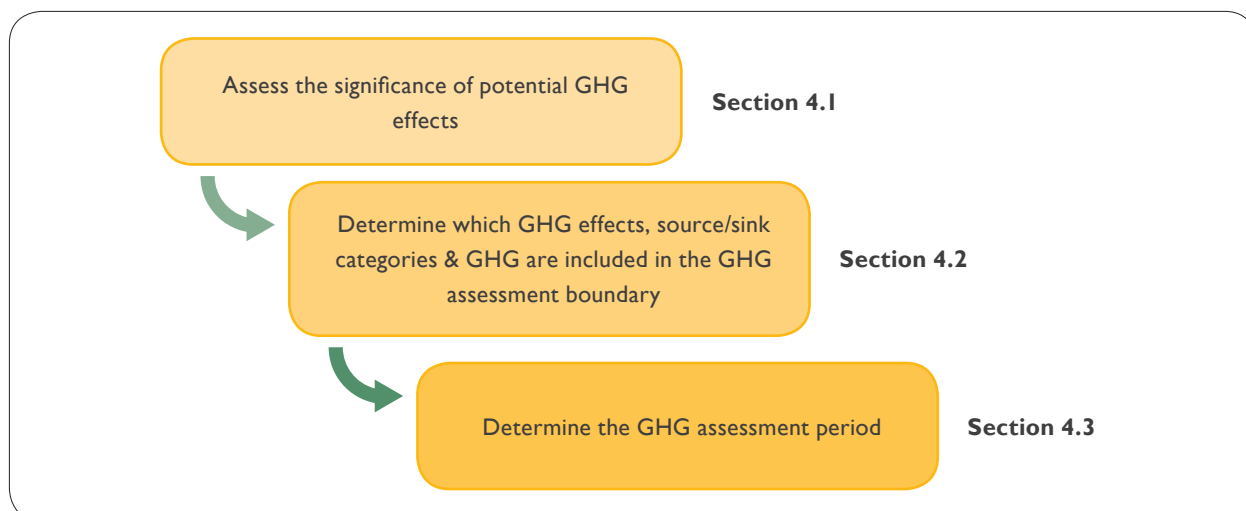 Assess the significance of potential GHG
effects
Section 4.1
Determine which GHG effects, source/sink
categories & GHG are included in the GHG
assessment boundary
Section 4.2
Determine the GHG assessment period
Section 4.3